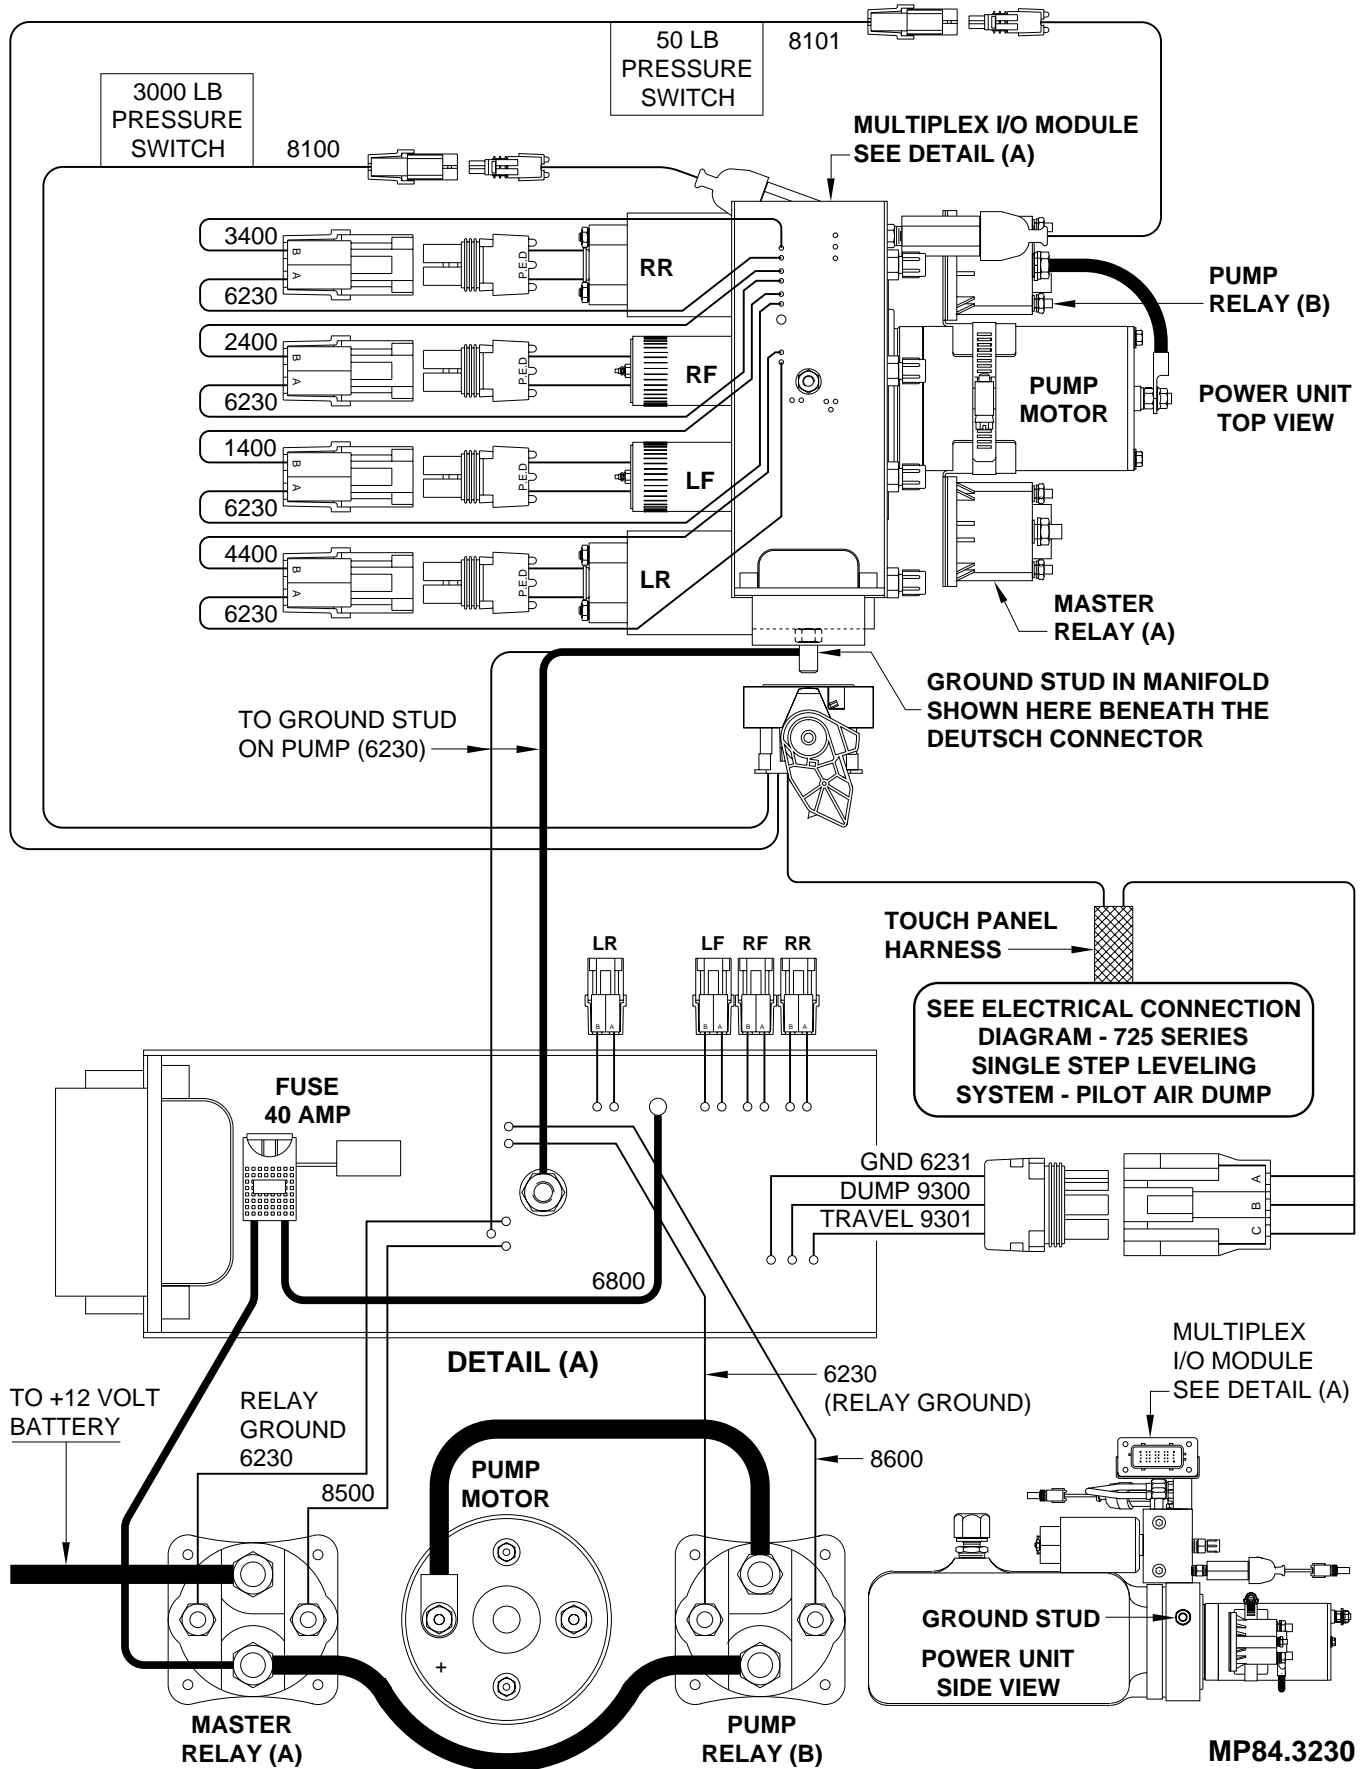 50 LB
PRESSURE
SWITCH
8101
3000 LB
PRESSURE
SWITCH
8100
MULTIPLEX I/O MODULE
SEE DETAIL (A)
3400
B
A
6230
P.E.D
RR
2400
B
A
6230
P.E.D
RF
1400
B
A
6230
P.E.D
LF
4400
B
A
6230
P.E.D
LR
PUMP
RELAY (B)
PUMP
MOTOR
POWER UNIT
TOP VIEW
MASTER
RELAY (A)
GROUND STUD IN MANIFOLD
SHOWN HERE BENEATH THE
DEUTSCH CONNECTOR
TO GROUND STUD
ON PUMP (6230)
TOUCH PANEL
HARNESS
SEE ELECTRICAL CONNECTION
DIAGRAM - 725 SERIES
SINGLE STEP LEVELING
SYSTEM - PILOT AIR DUMP
LR
LF
RF
RR
B A
B A
B A
B A
FUSE
40 AMP
GND 6231
DUMP 9300
TRAVEL 9301
A
B
C
6800
DETAIL (A)
MULTIPLEX
I/O MODULE
SEE DETAIL (A)
TO +12 VOLT
BATTERY
RELAY
GROUND
6230
8500
6230
(RELAY GROUND)
8600
PUMP
MOTOR
+
MASTER
RELAY (A)
PUMP
RELAY (B)
GROUND STUD
POWER UNIT
SIDE VIEW
MP84.3230